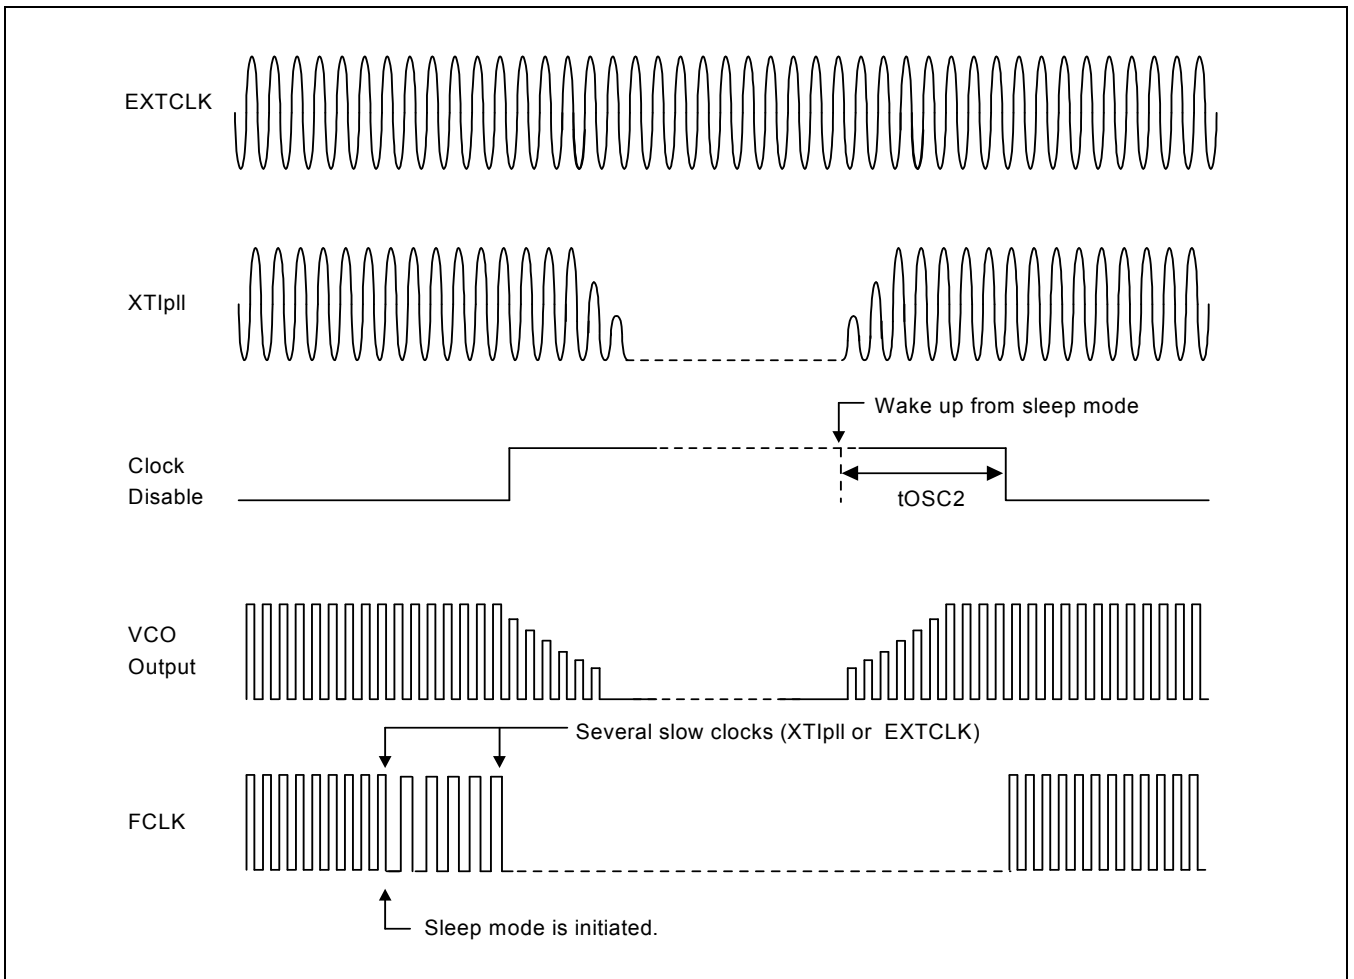 EXTCLK
XTIpll
Wake up from sleep mode
Clock
Disable
tOSC2
VCO
Output
Several slow clocks (XTIpll or EXTCLK)
FCLK
Sleep mode is initiated.